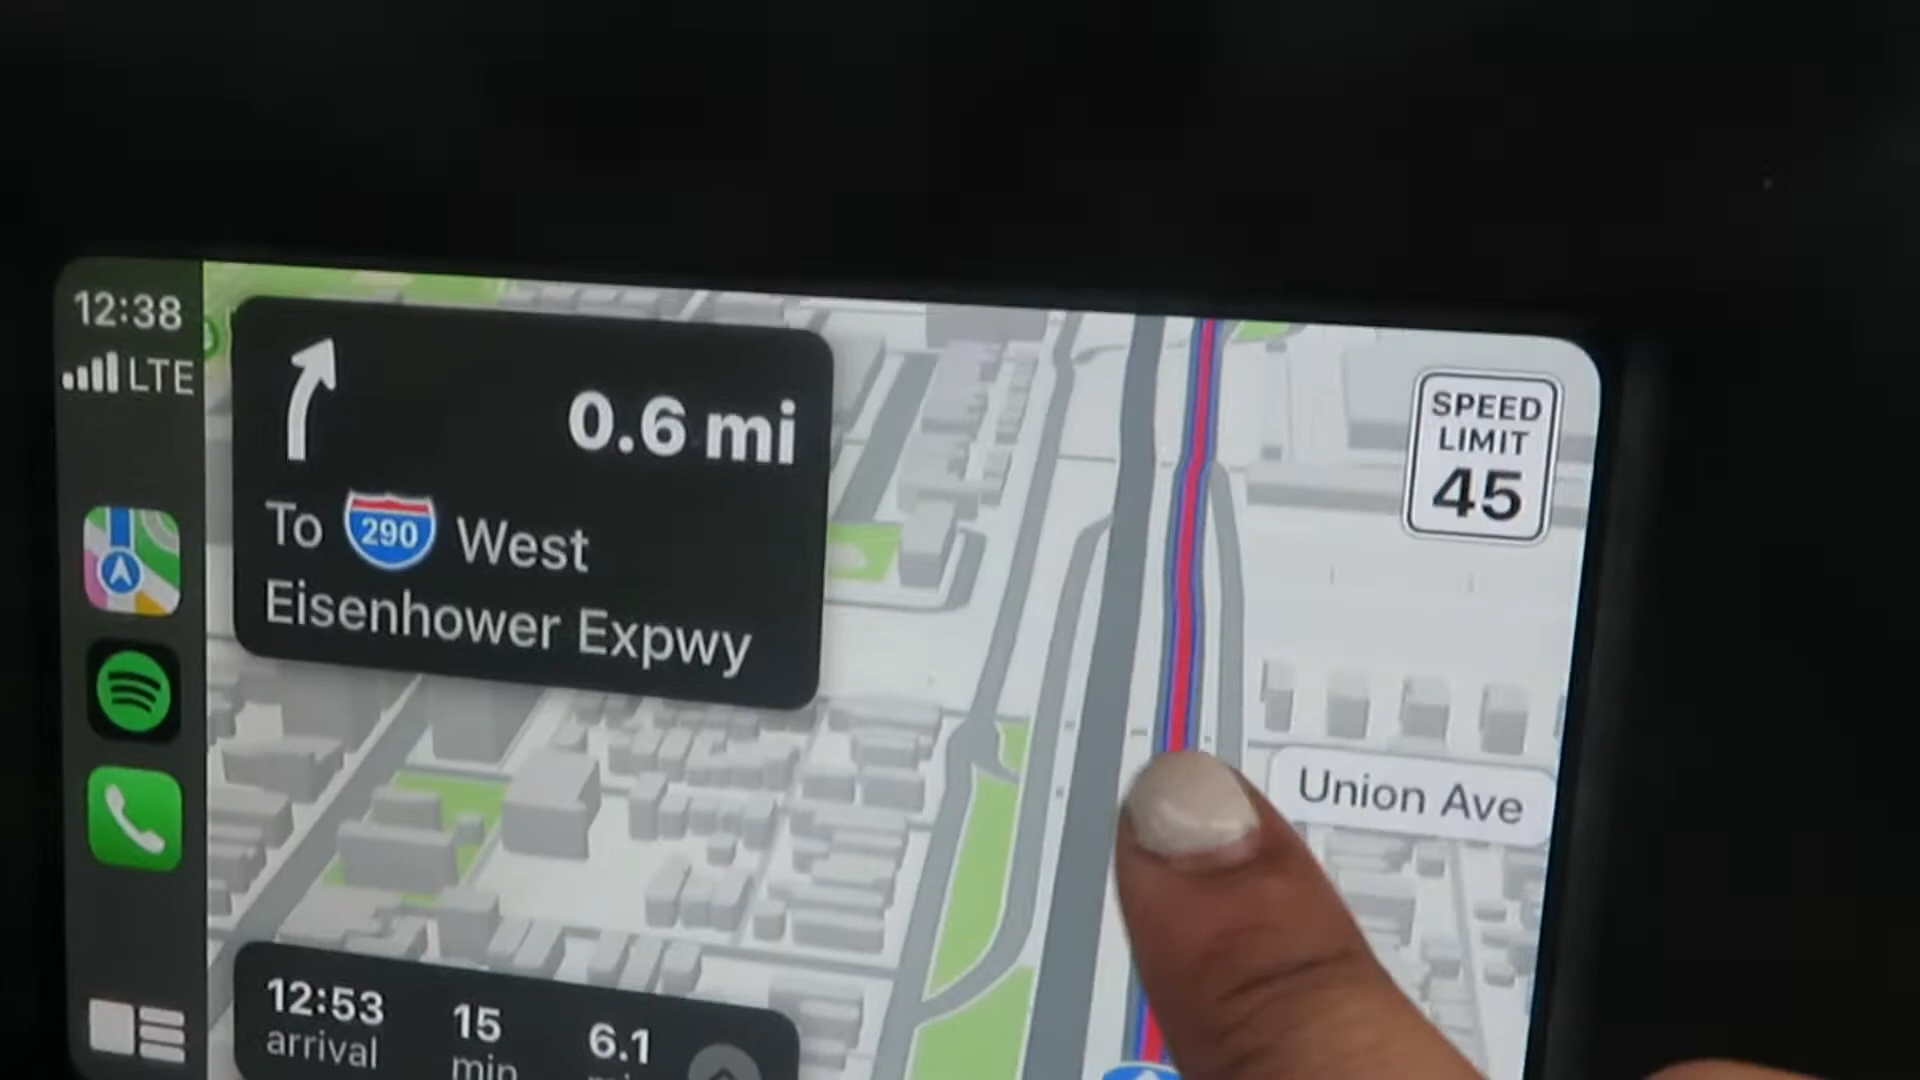 12:38
LTE
0.6 mi
To 290 West
Eisenhower Expwy
SPEED
LIMIT
45
Union Ave
12:53 15 6.1
arrival min